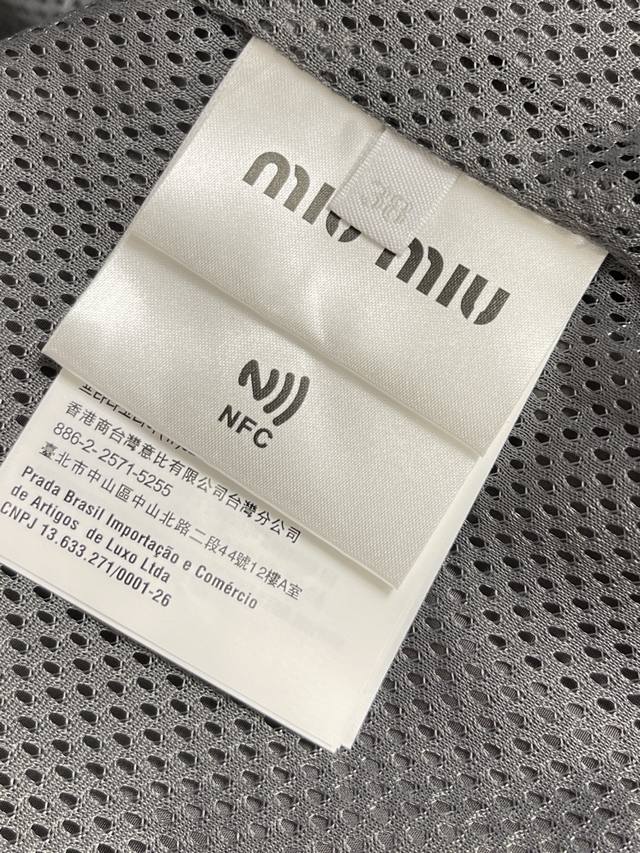 38
miu miu
NFC
香港商台灣意比有限公司台灣分公司
886-2- 2571-5255
臺北市中山區中山北路二段44號12樓A室
Prada Brasil Importação e Comércio
de Artigos de Luxo Ltda
CNPJ 13.633.271/0001-26